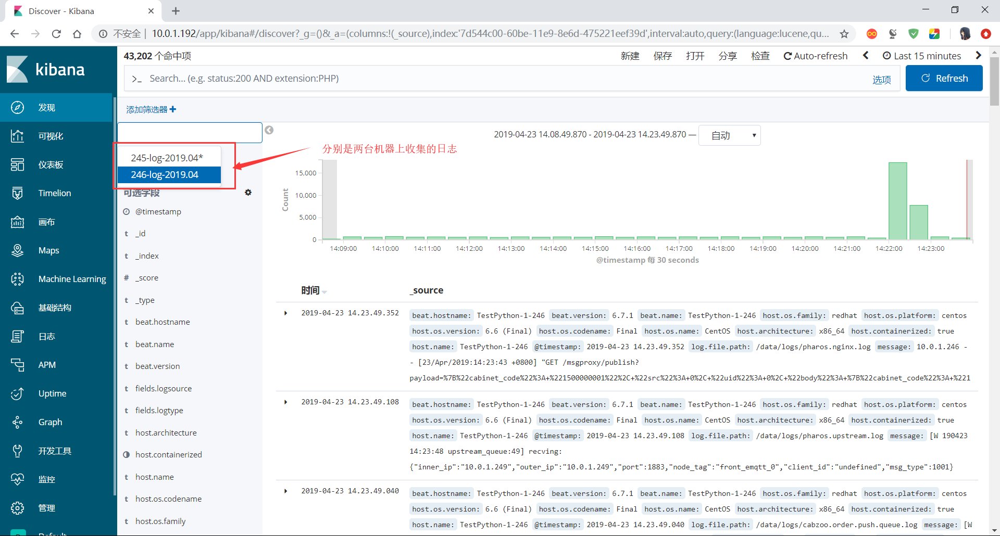 Discover - Kibana
不安全 | 10.0.1.192/app/kibana#/discover?_g=()&_a=(columns:!(_source),index:'7d544c00-60be-11e9-8e6d-475221eef39d',interval:auto,query:(language:lucene,qu...
kibana
发现
可视化
仪表板
Timelion
画布
Maps
Machine Learning
基础结构
日志
APM
Uptime
Graph
开发工具
监控
管理
Default
43,202 个命中项
新建 保存 打开 分享 检查 Auto-refresh Last 15 minutes
>_ Search... (e.g. status:200 AND extension:PHP) 选项 Refresh
添加筛选器
245-log-2019.04*
246-log-2019.04
分别是两台机器上收集的日志
可选字段
@timestamp
t _id
t _index
# _score
t _type
t beat.hostname
t beat.name
t beat.version
t fields.logsource
t fields.logtype
t host.architecture
host.containerized
t host.name
t host.os.codename
t host.os.family
2019-04-23 14.08.49.870 - 2019-04-23 14.23.49.870 — 自动
Count
15,000
10,000
5,000
0
14:09:00 14:10:00 14:11:00 14:12:00 14:13:00 14:14:00 14:15:00 14:16:00 14:17:00 14:18:00 14:19:00 14:20:00 14:21:00 14:22:00 14:23:00
@timestamp 每 30 seconds
时间 _source
2019-04-23 14.23.49.352 beat.hostname: TestPython-1-246 beat.version: 6.7.1 beat.name: TestPython-1-246 host.os.family: redhat host.os.platform: centos
host.os.version: 6.6 (Final) host.os.codename: Final host.os.name: CentOS host.architecture: x86_64 host.containerized: true
host.name: TestPython-1-246 @timestamp: 2019-04-23 14.23.49.352 log.file.path: /data/logs/pharos.nginx.log message: 10.0.1.246 -
- [23/Apr/2019:14:23:43 +0800] "GET /msgproxy/publish?
payload=%7B%22cabinet_code%22%3A+%221500000001%22%2C+%22src%22%3A+0%2C+%22uid%22%3A+0%2C+%22body%22%3A+%7B%22cabinet_code%22%3A+%221
2019-04-23 14.23.49.108 beat.hostname: TestPython-1-246 beat.version: 6.7.1 beat.name: TestPython-1-246 host.os.family: redhat host.os.platform: centos
host.os.version: 6.6 (Final) host.os.codename: Final host.os.name: CentOS host.architecture: x86_64 host.containerized: true
host.name: TestPython-1-246 @timestamp: 2019-04-23 14.23.49.108 log.file.path: /data/logs/pharos.upstream.log message: [W 190423
14:23:48 upstream_queue:49] recving:
{"inner_ip":"10.0.1.249","outer_ip":"10.0.1.249","port":1883,"node_tag":"front_emqtt_0","client_id":"undefined","msg_type":1001}
2019-04-23 14.23.49.040 beat.hostname: TestPython-1-246 beat.version: 6.7.1 beat.name: TestPython-1-246 host.os.family: redhat host.os.platform: centos
host.os.version: 6.6 (Final) host.os.codename: Final host.os.name: CentOS host.architecture: x86_64 host.containerized: true
host.name: TestPython-1-246 @timestamp: 2019-04-23 14.23.49.040 log.file.path: /data/logs/cabzoo.order.push.queue.log message: [W